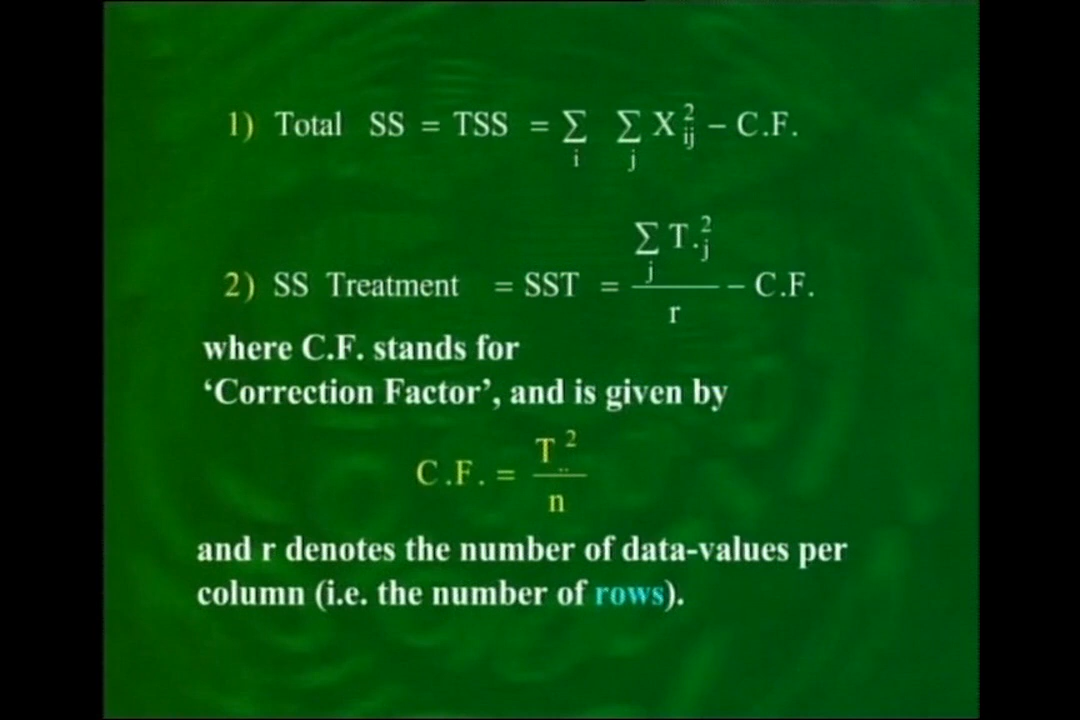 1) Total SS = TSS = Σ Σ X²ij – C.F.
i j
Σ T.²j
j
2) SS Treatment = SST = ――― – C.F.
r
where C.F. stands for
‘Correction Factor’, and is given by
T..²
C.F. = ―――
n
and r denotes the number of data-values per
column (i.e. the number of rows).